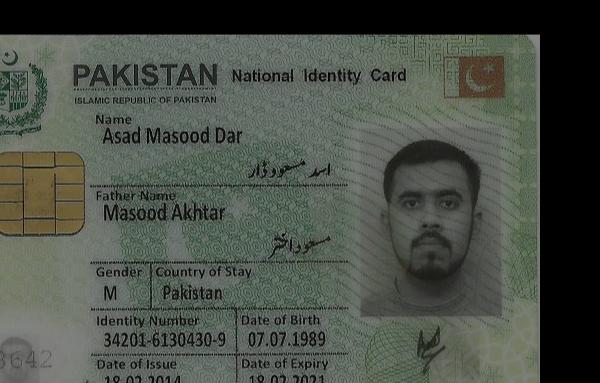 PAKISTAN National Identity Card
ISLAMIC REPUBLIC OF PAKISTAN
Name
Asad Masood Dar
اسد مسعود ڈار
Father Name
Masood Akhtar
مسعود اختر
Gender Country of Stay
M Pakistan
Identity Number Date of Birth
34201-6130430-9 07.07.1989
3642
Date of Issue Date of Expiry
18.02.2014 18.02.2021